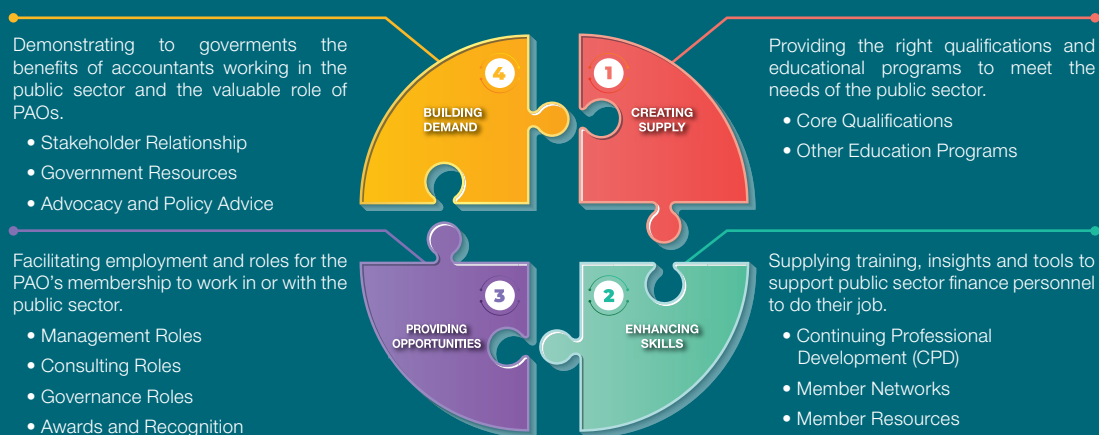 Demonstrating to goverments the
benefits of accountants working in the
public sector and the valuable role of
PAOs.
• Stakeholder Relationship
• Government Resources
• Advocacy and Policy Advice
4
BUILDING
DEMAND
1
CREATING
SUPPLY
Providing the right qualifications and
educational programs to meet the
needs of the public sector.
• Core Qualifications
• Other Education Programs
Facilitating employment and roles for the
PAO's membership to work in or with the
public sector.
• Management Roles
• Consulting Roles
• Governance Roles
• Awards and Recognition
3
PROVIDING
OPPORTUNITIES
2
ENHANCING
SKILLS
Supplying training, insights and tools to
support public sector finance personnel
to do their job.
• Continuing Professional
Development (CPD)
• Member Networks
• Member Resources